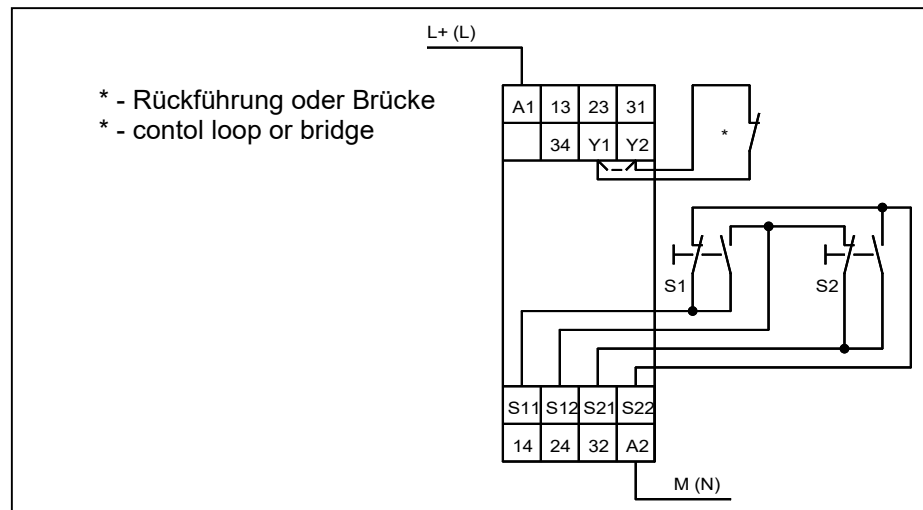 L+ (L)
* - Rückführung oder Brücke
* - contol loop or bridge
A1 13 23 31
34 Y1 Y2
*
S1 S2
S11 S12 S21 S22
14 24 32 A2
M (N)